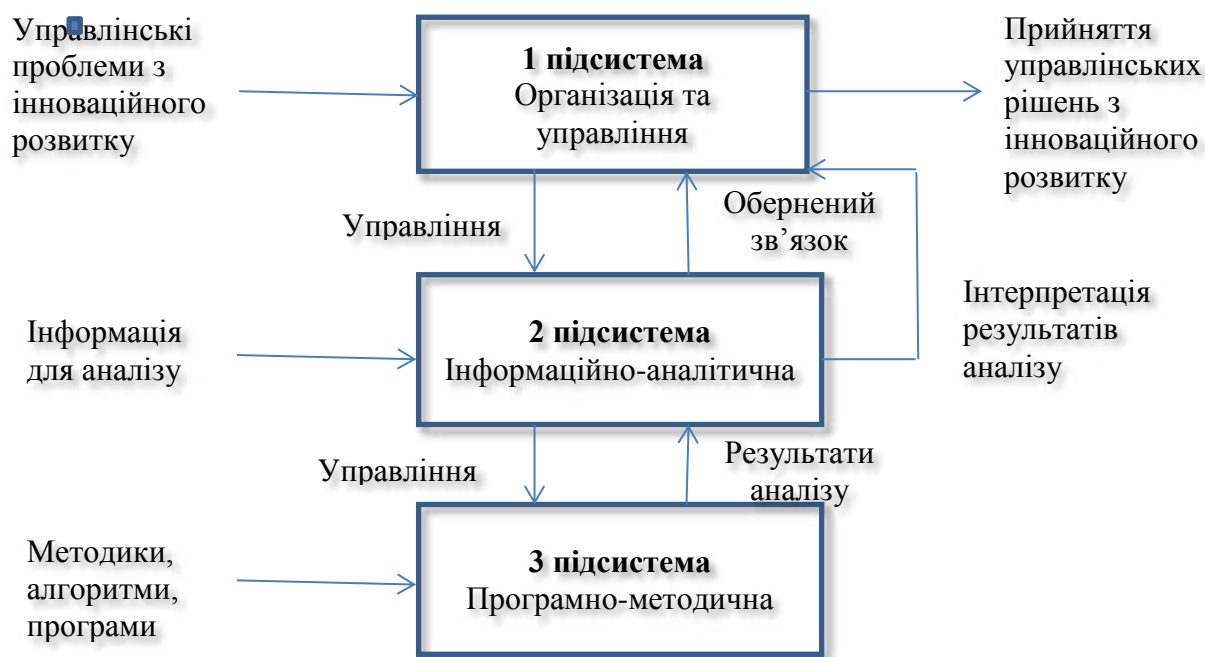 Управлінські
проблеми з
інноваційного
розвитку
1 підсистема
Організація та
управління
Прийняття
управлінських
рішень з
інноваційного
розвитку
Управління
Обернений
зв’язок
Інформація
для аналізу
2 підсистема
Інформаційно-аналітична
Інтерпретація
результатів
аналізу
Управління
Результати
аналізу
Методики,
алгоритми,
програми
3 підсистема
Програмно-методична